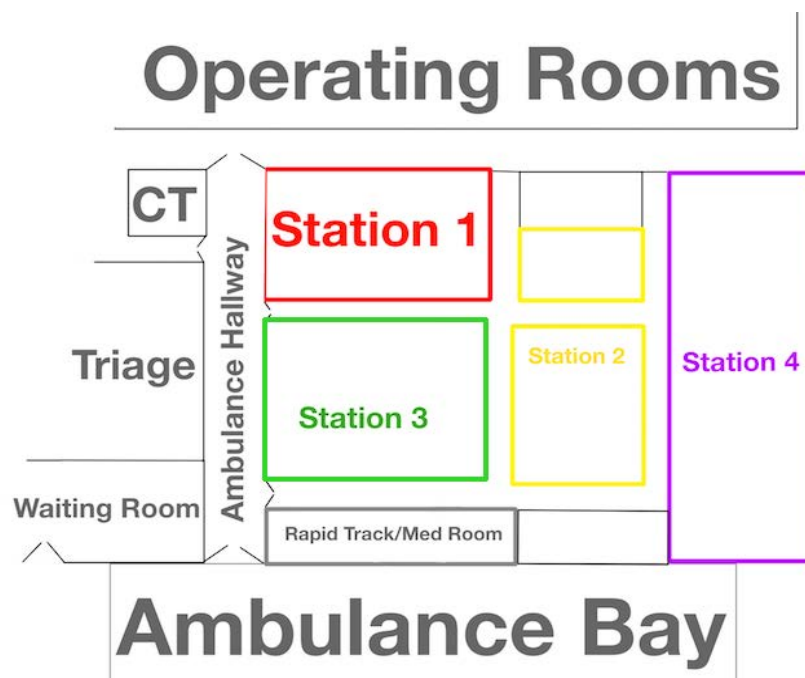 Operating Rooms
CT
Station 1
Ambulance Hallway
Triage
Station 2
Station 4
Station 3
Waiting Room
Rapid Track/Med Room
Ambulance Bay